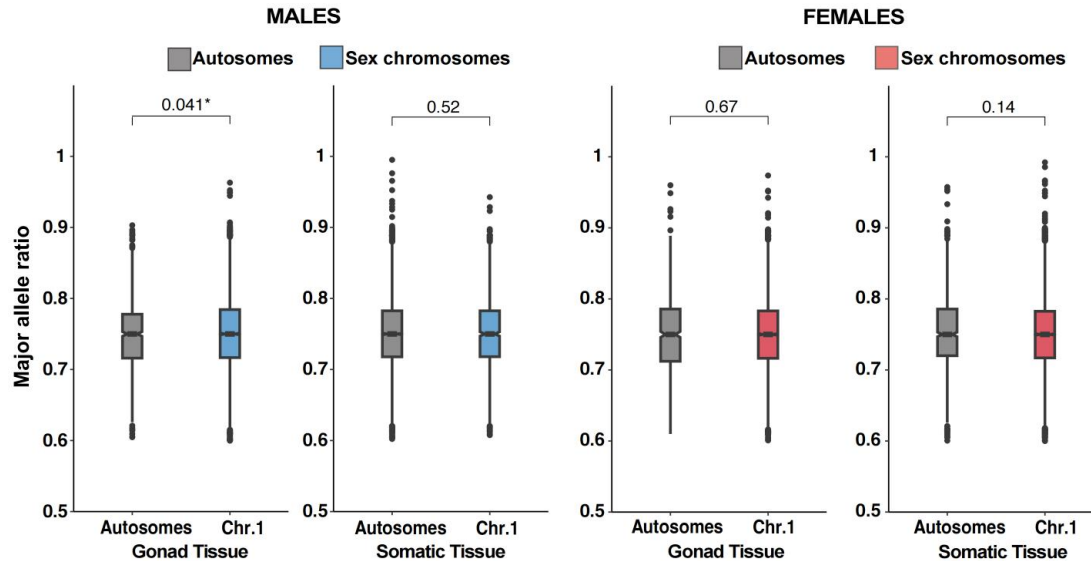 MALES
FEMALES
Autosomes Sex chromosomes
Autosomes Sex chromosomes
Major allele ratio
0.041*
1
0.9
0.8
0.7
0.6
0.5
Autosomes Chr.1
Gonad Tissue
0.52
1
0.9
0.8
0.7
0.6
0.5
Autosomes Chr.1
Somatic Tissue
0.67
1
0.9
0.8
0.7
0.6
0.5
Autosomes Chr.1
Gonad Tissue
0.14
1
0.9
0.8
0.7
0.6
0.5
Autosomes Chr.1
Somatic Tissue